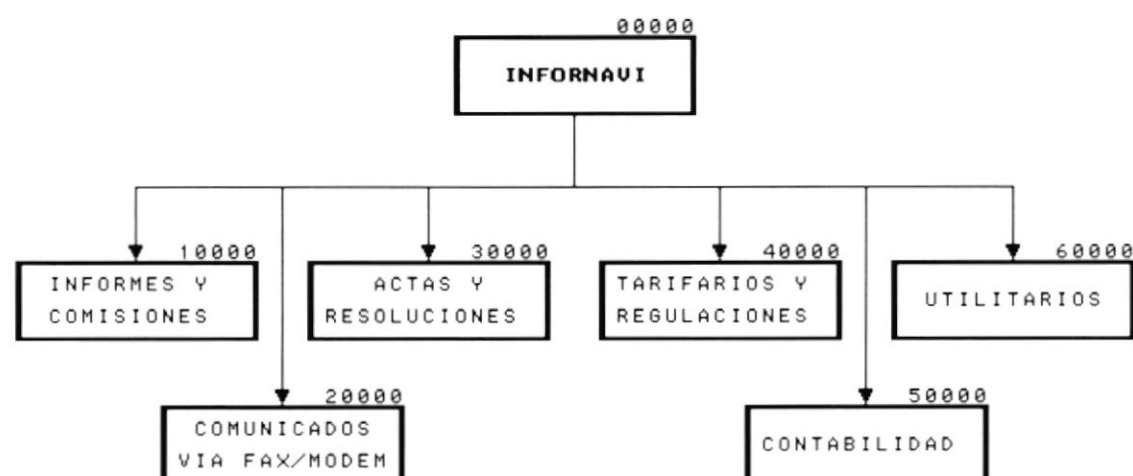 00000
INFORNAVI
10000
INFORMES Y
COMISIONES
30000
ACTAS Y
RESOLUCIONES
40000
TARIFARIOS Y
REGULACIONES
60000
UTILITARIOS
20000
COMUNICADOS
VIA FAX/MODEM
50000
CONTABILIDAD